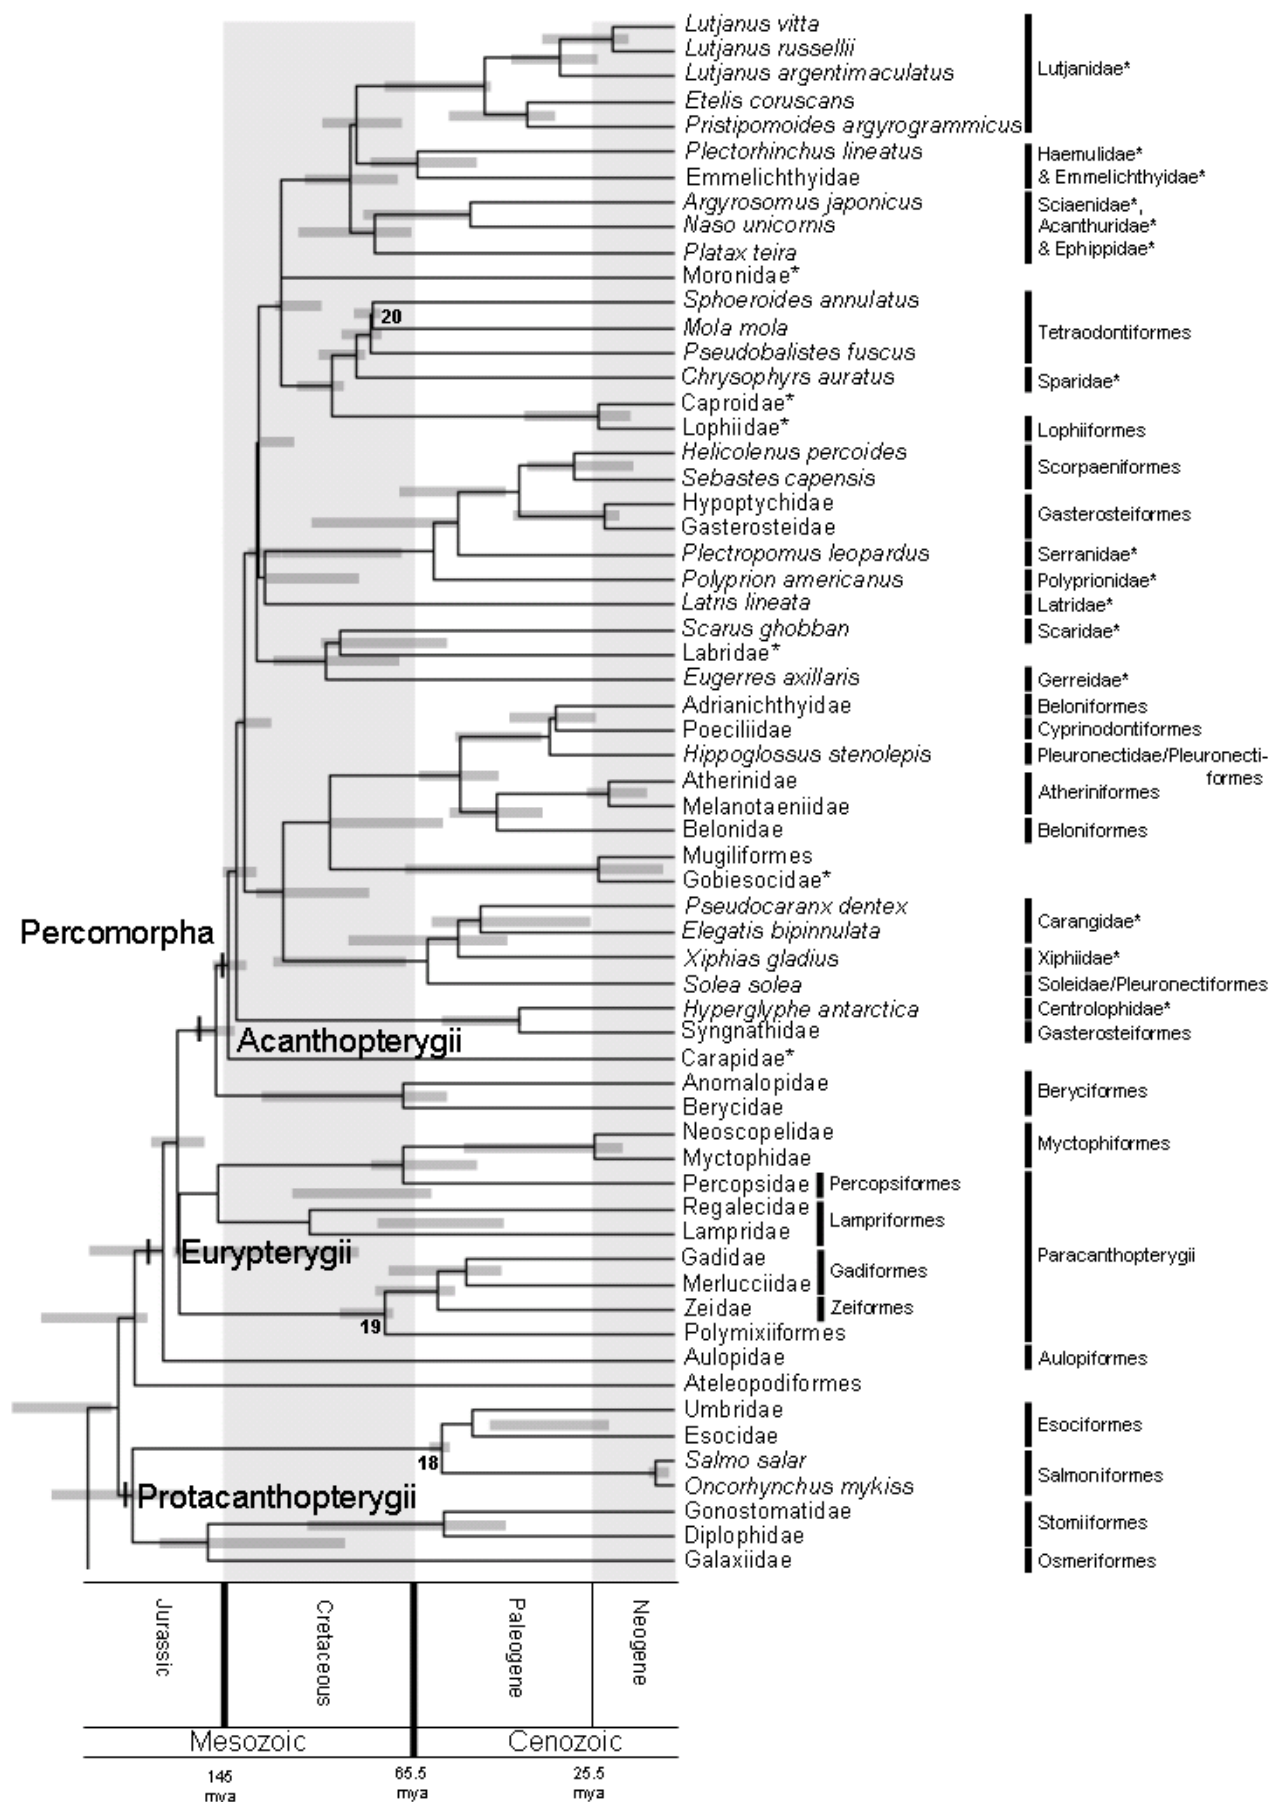 Lutjanus vitta
Lutjanus russellii
Lutjanus argentimaculatus
Lutjanidae*
Etelis coruscans
Pristipomoides argyrogrammicus
Plectorhinchus lineatus
Emmelichthyidae
Haemulidae*
& Emmelichthyidae*
Argyrosomus japonicus
Naso unicornis
Platax teira
Sciaenidae*,
Acanthuridae*
& Ephippidae*
Moronidae*
Sphoeroides annulatus
20
Mola mola
Pseudobalistes fuscus
Tetraodontiformes
Chrysophyrs auratus
Sparidae*
Caproidae*
Lophiidae*
Lophiiformes
Helicolenus percoides
Sebastes capensis
Scorpaeniformes
Hypoptychidae
Gasterosteidae
Gasterosteiformes
Plectropomus leopardus
Serranidae*
Polyprion americanus
Polyprionidae*
Latris lineata
Latridae*
Scarus ghobban
Scaridae*
Labridae*
Eugerres axillaris
Gerreidae*
Adrianichthyidae
Beloniformes
Poeciliidae
Cyprinodontiformes
Hippoglossus stenolepis
Pleuronectidae/Pleuronecti-
formes
Atherinidae
Melanotaeniidae
Atheriniformes
Belonidae
Beloniformes
Mugiliformes
Gobiesocidae*
Pseudocaranx dentex
Elegatis bipinnulata
Carangidae*
Percomorpha
Xiphias gladius
Xiphiidae*
Solea solea
Soleidae/Pleuronectiformes
Hyperglyphe antarctica
Centrolophidae*
Syngnathidae
Gasterosteiformes
Acanthopterygii
Carapidae*
Anomalopidae
Berycidae
Beryciformes
Neoscopelidae
Myctophidae
Myctophiformes
Percopsidae
Percopsiformes
Regalecidae
Lampridae
Lampriformes
Eurypterygii
Paracanthopterygii
Gadidae
Merlucciidae
Gadiformes
Zeidae
Zeiformes
19
Polymixiiformes
Aulopidae
Aulopiformes
Ateleopodiformes
Umbridae
Esocidae
Esociformes
18
Salmo salar
Oncorhynchus mykiss
Salmoniformes
Protacanthopterygii
Gonostomatidae
Diplophidae
Stomiiformes
Galaxiidae
Osmeriformes
Jurassic
Cretaceous
Paleogene
Neogene
Mesozoic
Cenozoic
145
mya
65.5
mya
25.5
mya